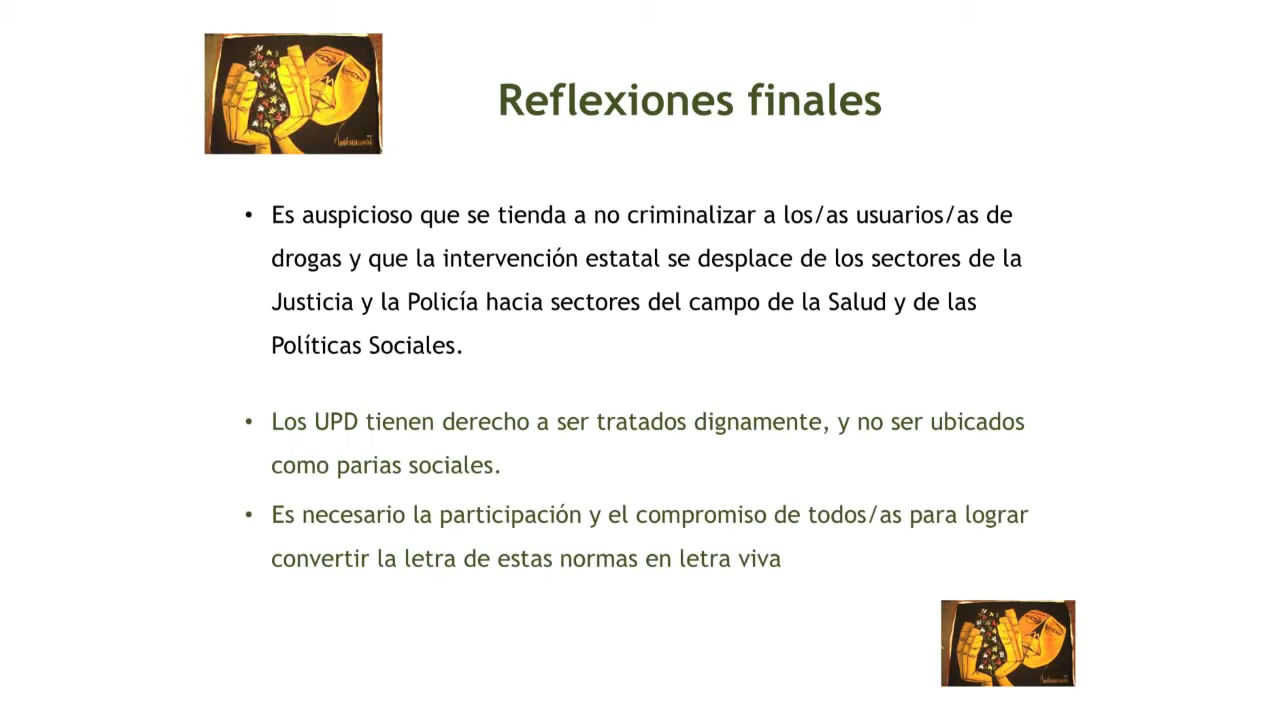 Reflexiones finales
• Es auspicioso que se tienda a no criminalizar a los/as usuarios/as de
drogas y que la intervención estatal se desplace de los sectores de la
Justicia y la Policía hacia sectores del campo de la Salud y de las
Políticas Sociales.
• Los UPD tienen derecho a ser tratados dignamente, y no ser ubicados
como parias sociales.
• Es necesario la participación y el compromiso de todos/as para lograr
convertir la letra de estas normas en letra viva